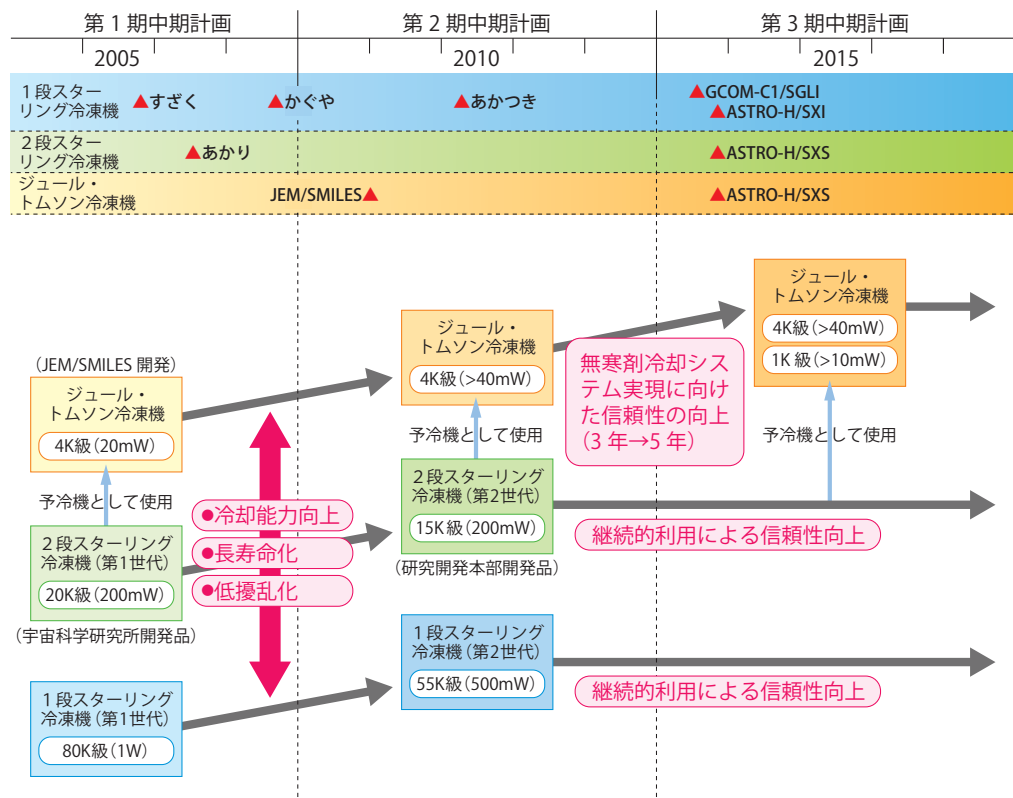 第1期中期計画
第2期中期計画
第3期中期計画
2005
2010
2015
1段スター
リング冷凍機
▲すざく
▲かぐや
▲あかつき
▲GCOM-C1/SGLI
▲ASTRO-H/SXI
2段スター
リング冷凍機
▲あかり
▲ASTRO-H/SXS
ジュール・
トムソン冷凍機
JEM/SMILES▲
▲ASTRO-H/SXS
ジュール・
トムソン冷凍機
4K級(>40mW)
1K級(>10mW)
ジュール・
トムソン冷凍機
4K級(>40mW)
無寒剤冷却シス
テム実現に向け
た信頼性の向上
(3年→5年)
(JEM/SMILES 開発)
ジュール・
トムソン冷凍機
4K級(20mW)
予冷機として使用
予冷機として使用
予冷機として使用
●冷却能力向上
●長寿命化
●低擾乱化
2段スターリング
冷凍機(第2世代)
15K級(200mW)
(研究開発本部開発品)
継続的利用による信頼性向上
2段スターリング
冷凍機(第1世代)
20K級(200mW)
(宇宙科学研究所開発品)
1段スターリング
冷凍機(第2世代)
55K級(500mW)
継続的利用による信頼性向上
1段スターリング
冷凍機(第1世代)
80K級(1W)